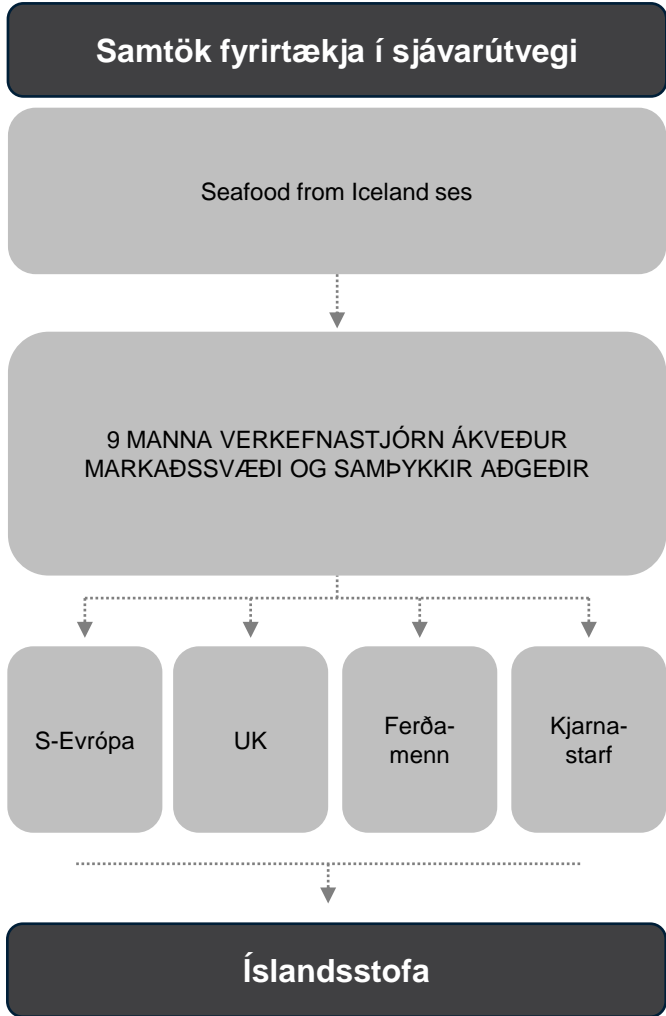 Samtök fyrirtækja í sjávarútvegi
Seafood from Iceland ses
9 MANNA VERKEFNASTJÓRN ÁKVEÐUR
MARKAÐSSVÆÐI OG SAMÞYKKIR AÐGEÐIR
S-Evrópa
UK
Ferða-
menn
Kjarna-
starf
Íslandsstofa